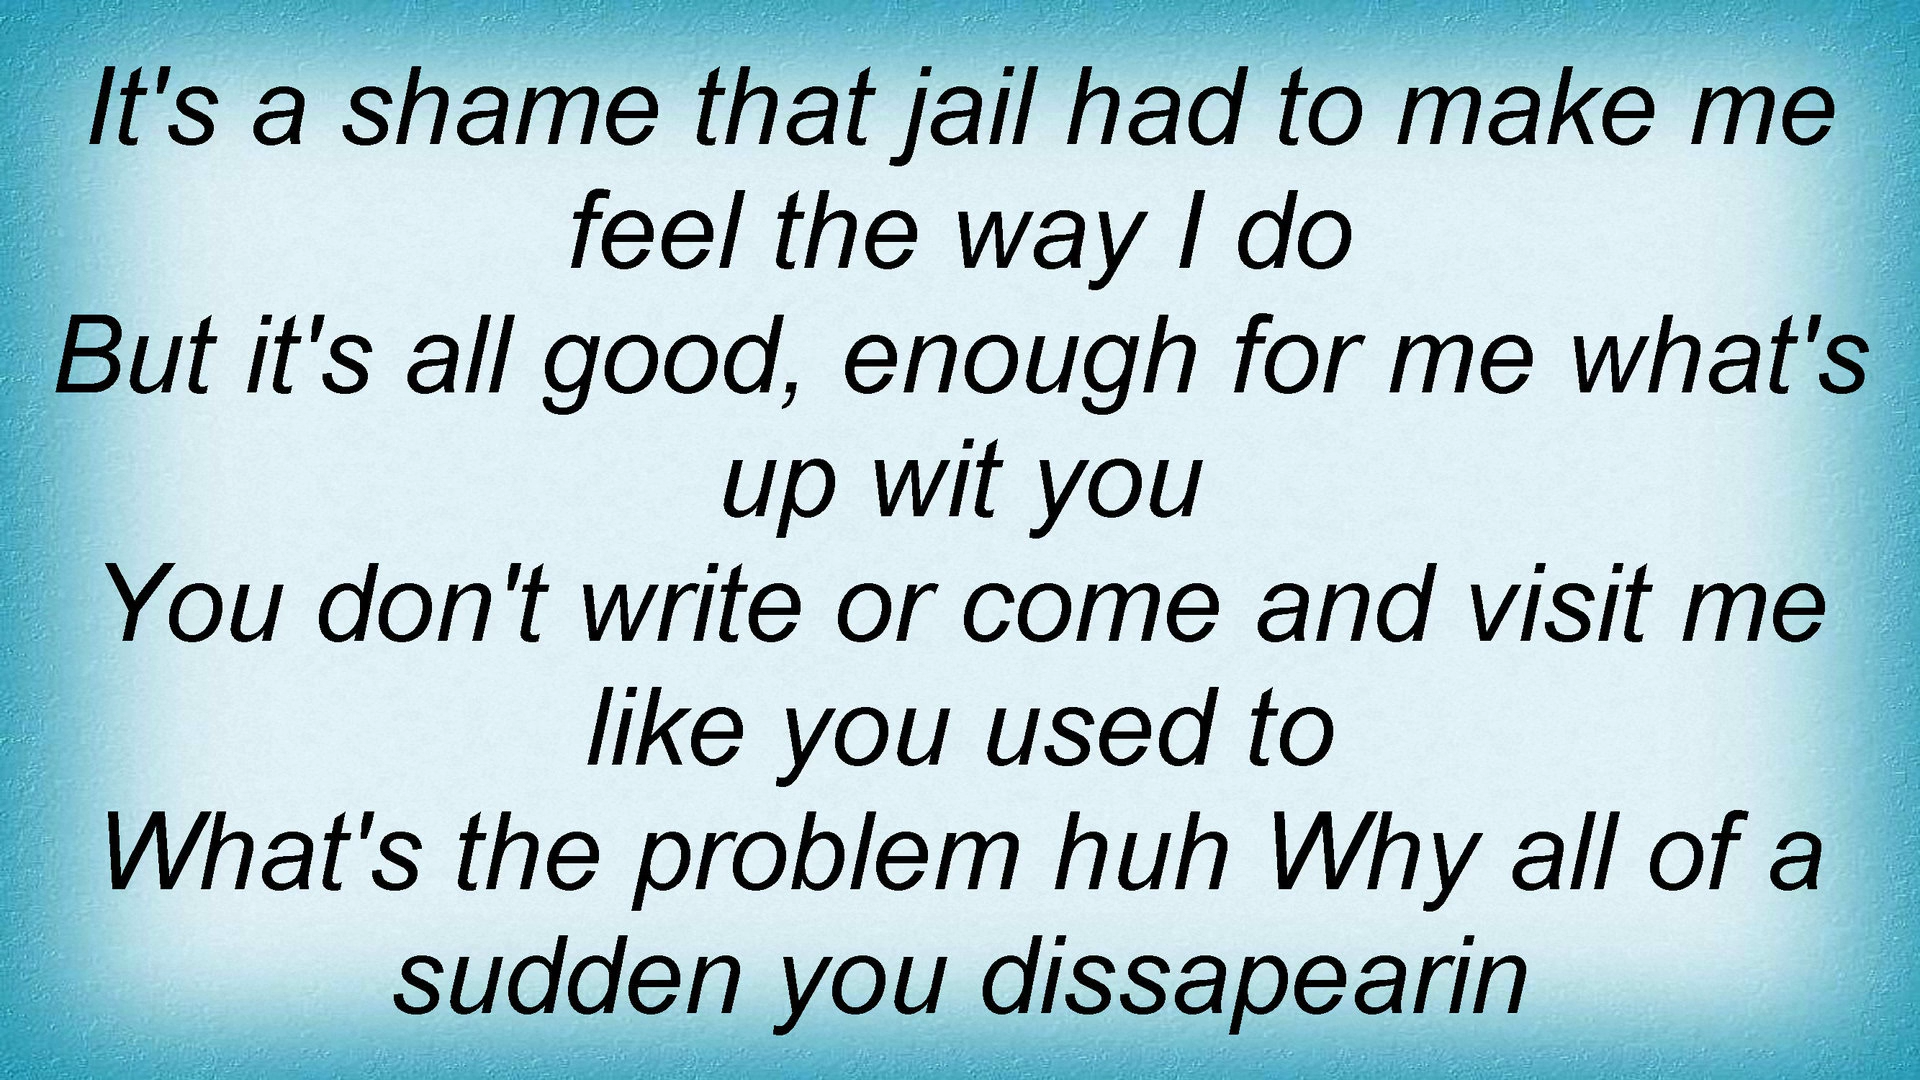 It's a shame that jail had to make me
feel the way I do
But it's all good, enough for me what's
up wit you
You don't write or come and visit me
like you used to
What's the problem huh Why all of a
sudden you dissapearin